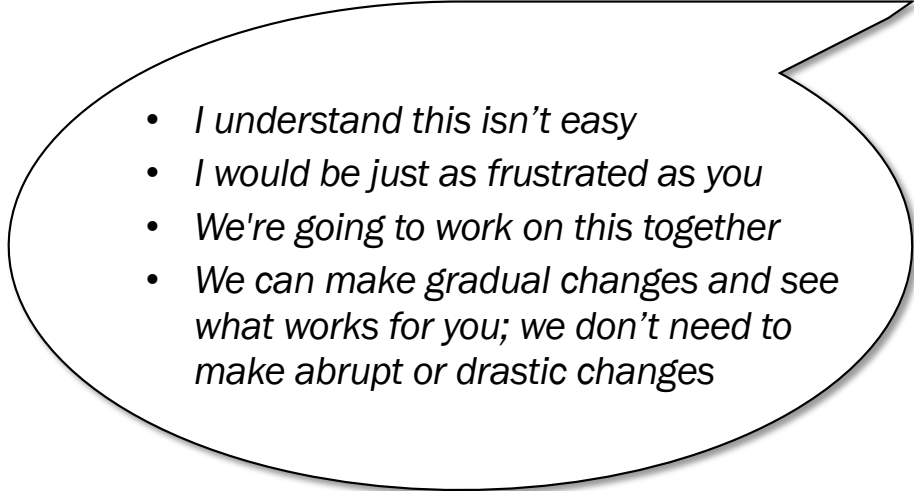 • I understand this isn’t easy
• I would be just as frustrated as you
• We're going to work on this together
• We can make gradual changes and see
what works for you; we don’t need to
make abrupt or drastic changes